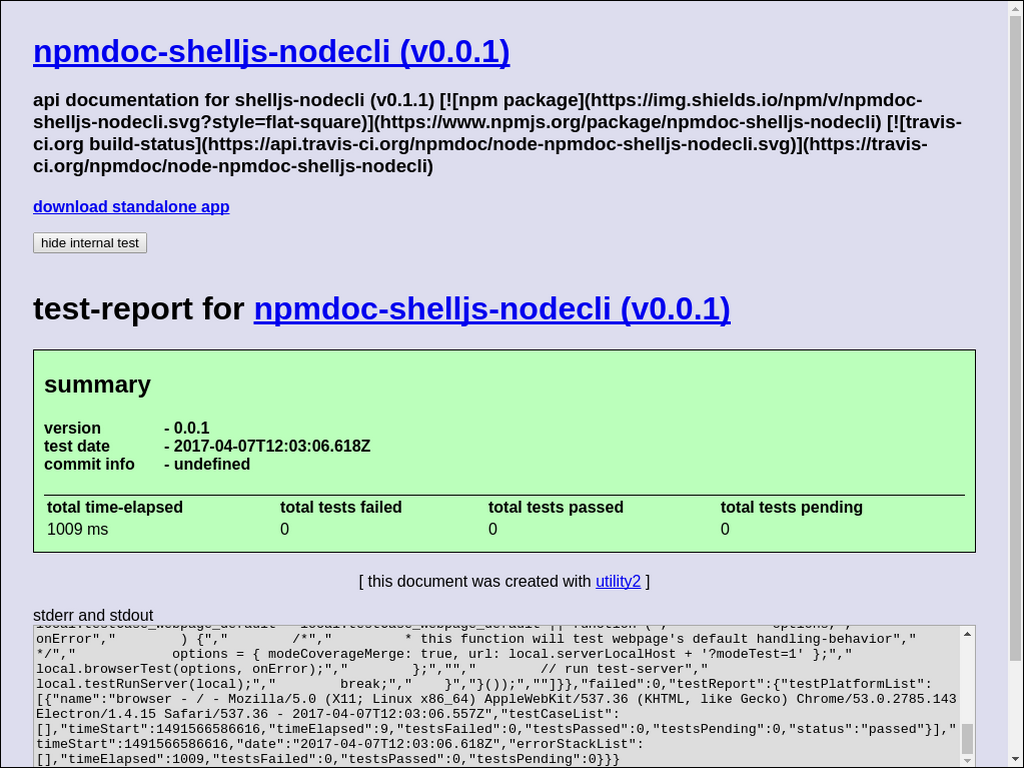 npmdoc-shelljs-nodecli (v0.0.1)
api documentation for shelljs-nodecli (v0.1.1) [![npm package](https://img.shields.io/npm/v/npmdoc-
shelljs-nodecli.svg?style=flat-square)](https://www.npmjs.org/package/npmdoc-shelljs-nodecli) [![travis-
ci.org build-status](https://api.travis-ci.org/npmdoc/node-npmdoc-shelljs-nodecli.svg)](https://travis-
ci.org/npmdoc/node-npmdoc-shelljs-nodecli)
download standalone app
hide internal test
test-report for npmdoc-shelljs-nodecli (v0.0.1)
summary
version - 0.0.1
test date - 2017-04-07T12:03:06.618Z
commit info - undefined
total time-elapsed total tests failed total tests passed total tests pending
1009 ms 0 0 0
[ this document was created with utility2 ]
stderr and stdout
onError"," ) {"," /*"," * this function will test webpage's default handling-behavior","
*/"," options = { modeCoverageMerge: true, url: local.serverLocalHost + '?modeTest=1' };","
local.browserTest(options, onError);"," };",""," // run test-server","
local.testRunServer(local);"," break;"," }","}());",""]}},"failed":0,"testReport":{"testPlatformList":
[{"name":"browser - / - Mozilla/5.0 (X11; Linux x86_64) AppleWebKit/537.36 (KHTML, like Gecko) Chrome/53.0.2785.143
Electron/1.4.15 Safari/537.36 - 2017-04-07T12:03:06.557Z","testCaseList":
[],"timeStart":1491566586616,"timeElapsed":9,"testsFailed":0,"testsPassed":0,"testsPending":0,"status":"passed"}],"
timeStart":1491566586616,"date":"2017-04-07T12:03:06.618Z","errorStackList":
[],"timeElapsed":1009,"testsFailed":0,"testsPassed":0,"testsPending":0}}}